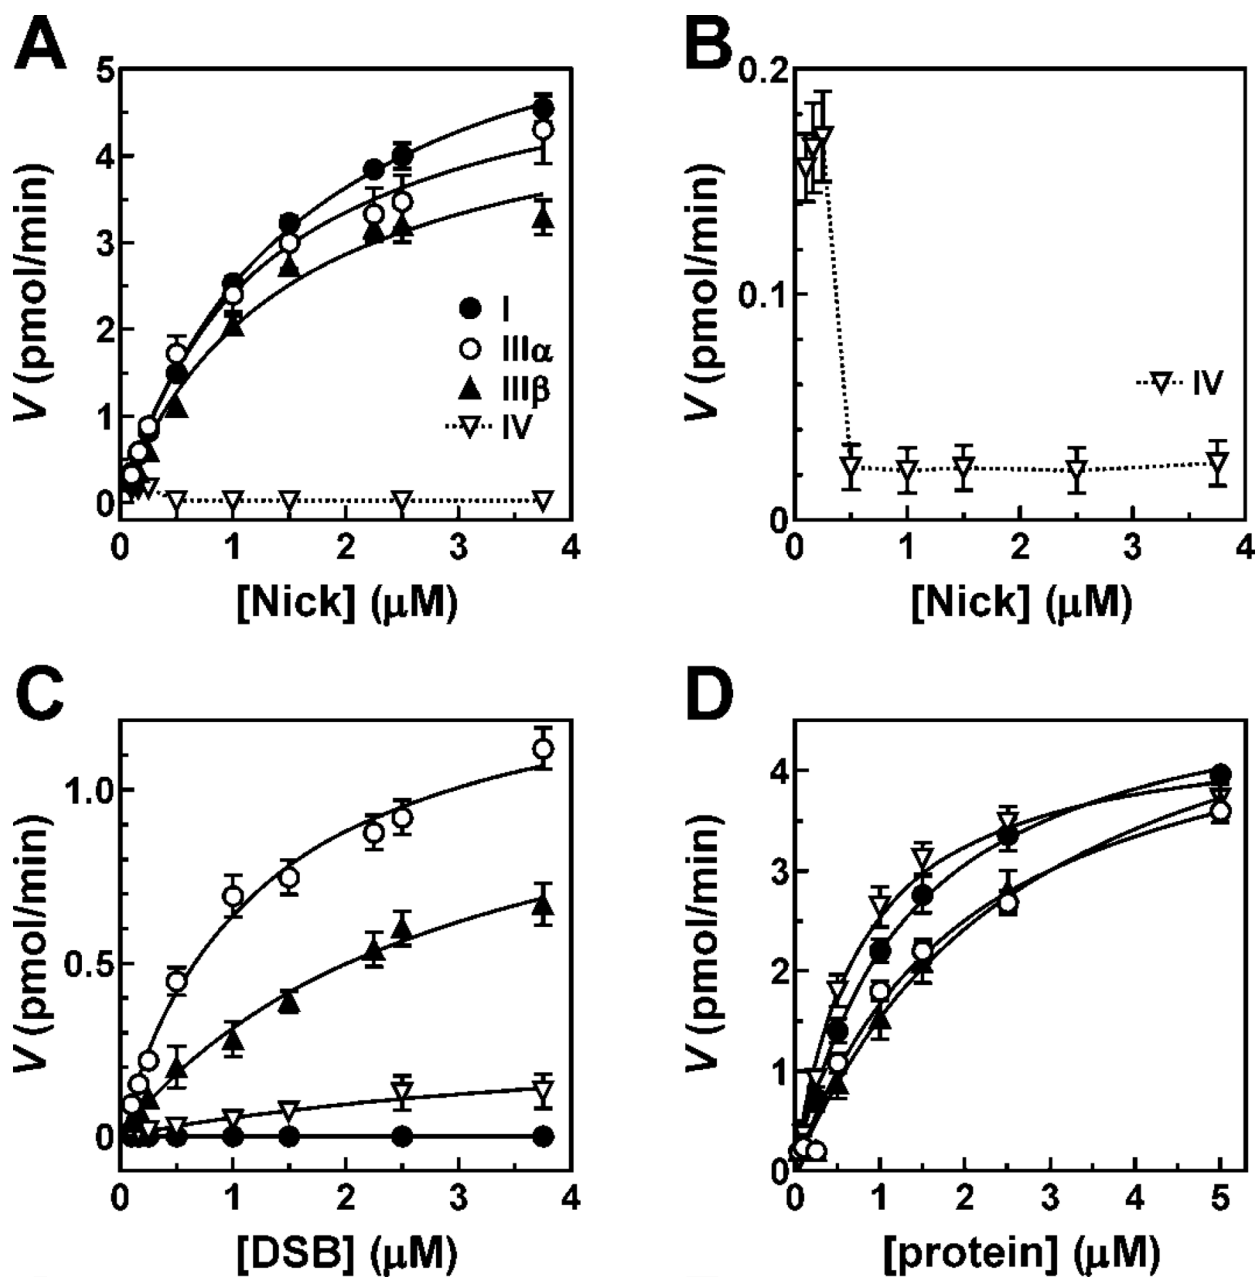 A
V (pmol/min)
5
4
3
2
1
0
I
IIIα
IIIβ
IV
0 1 2 3 4
[Nick] (μM)
B
V (pmol/min)
0.2
0.1
0
IV
0 1 2 3 4
[Nick] (μM)
C
V (pmol/min)
1.0
0.5
0
0 1 2 3 4
[DSB] (μM)
D
V (pmol/min)
4
3
2
1
0
0 1 2 3 4 5
[protein] (μM)